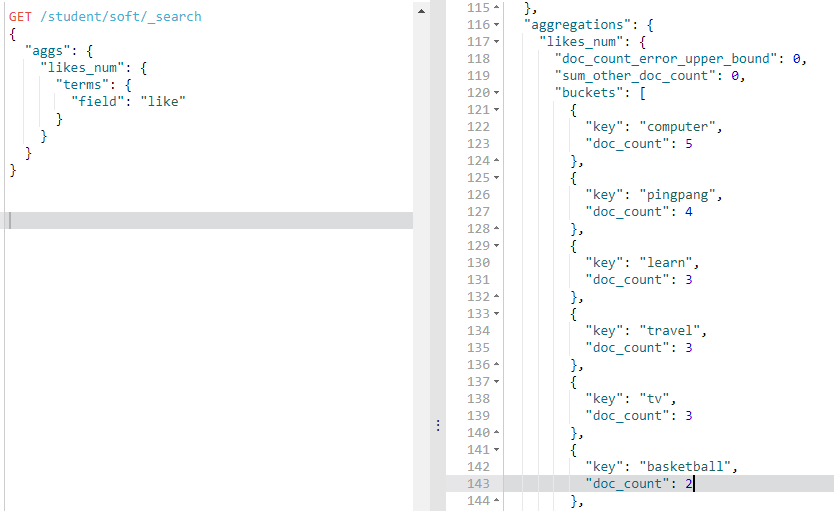 GET /student/soft/_search
{
  "aggs": {
    "likes_num": {
      "terms": {
        "field": "like"
      }
    }
  }
}
115 },
116 "aggregations": {
117 "likes_num": {
118 "doc_count_error_upper_bound": 0,
119 "sum_other_doc_count": 0,
120 "buckets": [
121 {
122 "key": "computer",
123 "doc_count": 5
124 },
125 {
126 "key": "pingpang",
127 "doc_count": 4
128 },
129 {
130 "key": "learn",
131 "doc_count": 3
132 },
133 {
134 "key": "travel",
135 "doc_count": 3
136 },
137 {
138 "key": "tv",
139 "doc_count": 3
140 },
141 {
142 "key": "basketball",
143 "doc_count": 2
144 },